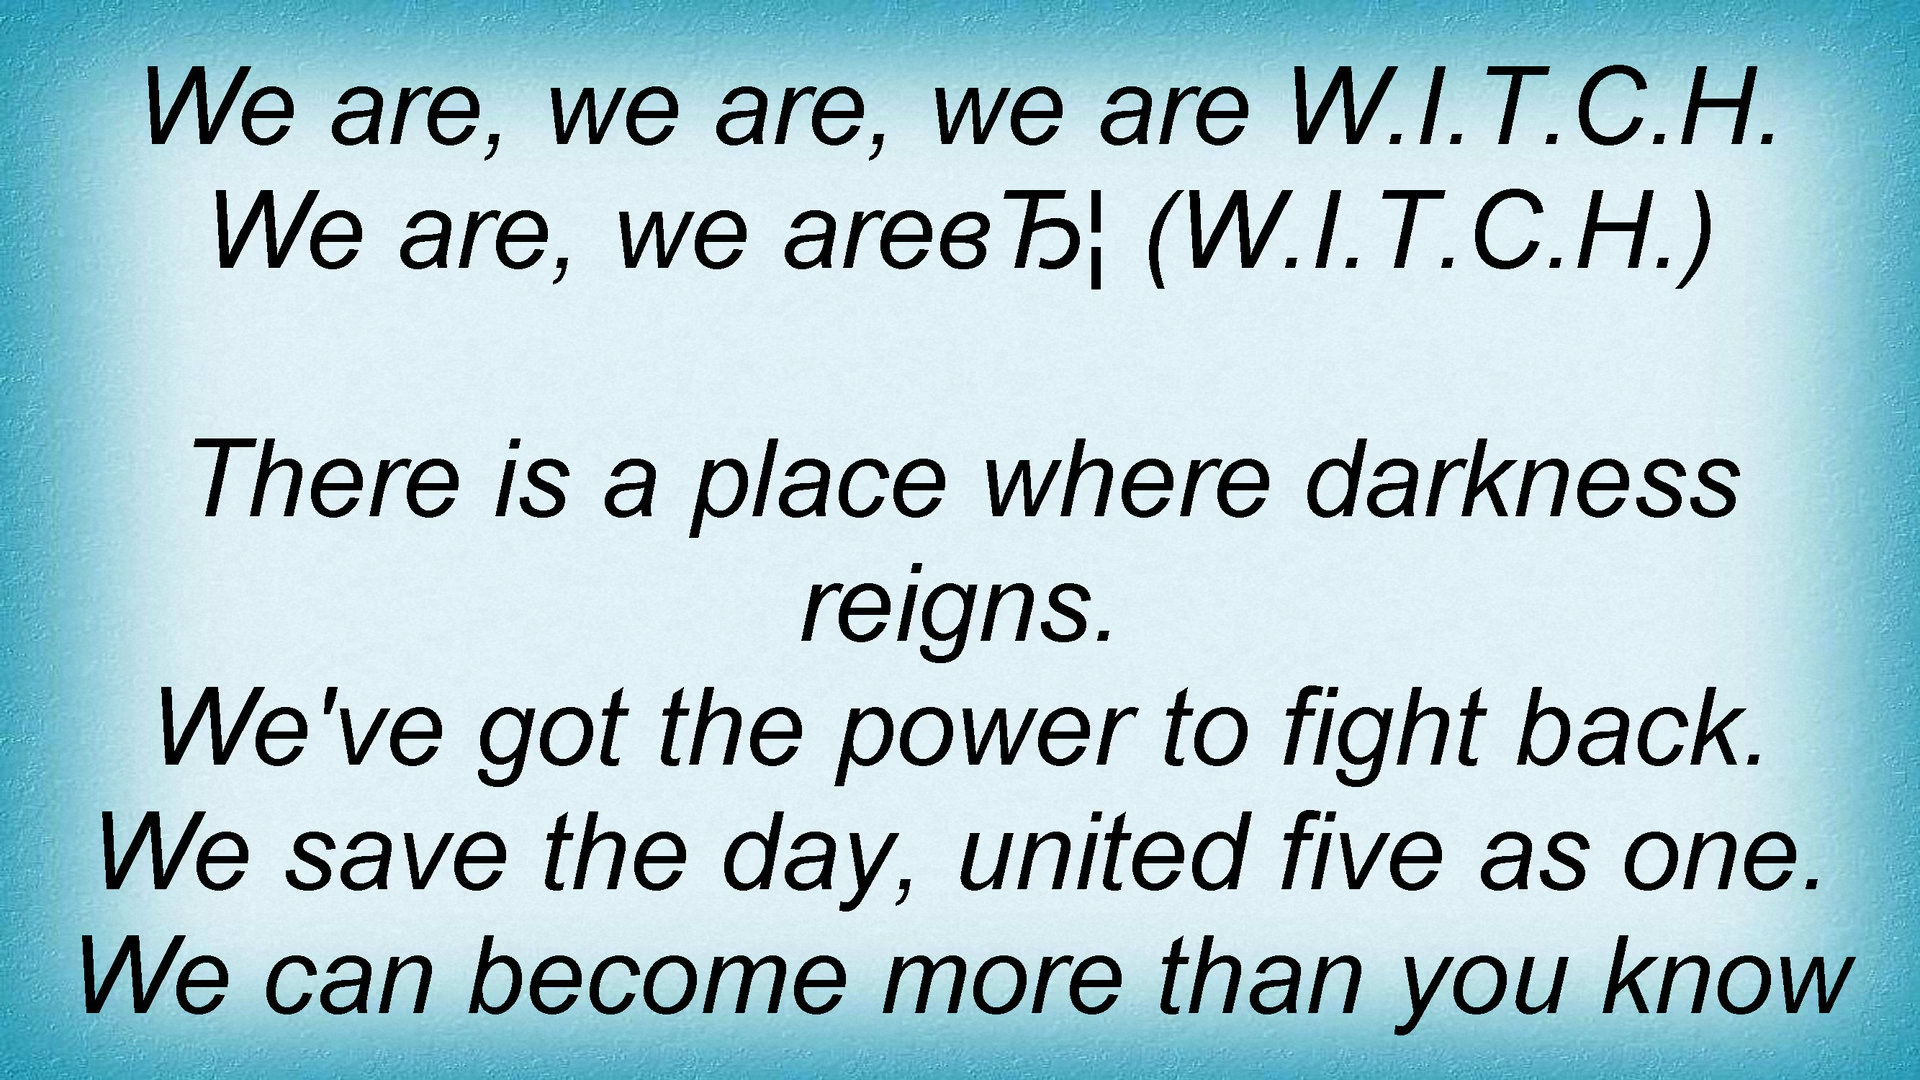 We are, we are, we are W.I.T.C.H.
We are, we areвЂ¦ (W.I.T.C.H.)
There is a place where darkness
reigns.
We've got the power to fight back.
We save the day, united five as one.
We can become more than you know